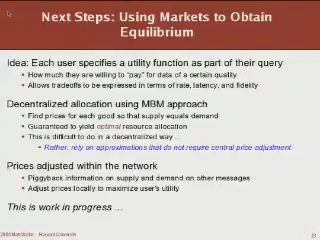 Next Steps: Using Markets to Obtain
Equilibrium
Idea: Each user specifies a utility function as part of their query
• How much they are willing to "pay" for data of a certain quality
• Allows tradeoffs to be expressed in terms of rate, latency, and fidelity
Decentralized allocation using MBM approach
• Find prices for each good so that supply equals demand
• Guaranteed to yield optimal resource allocation
• This is difficult to do in a decentralized way ...
• Rather, rely on approximations that do not require central price adjustment
Prices adjusted within the network
• Piggyback information on supply and demand on other messages
• Adjust prices locally to maximize user's utility
This is work in progress ...
2004 Matt Welsh - Harvard University